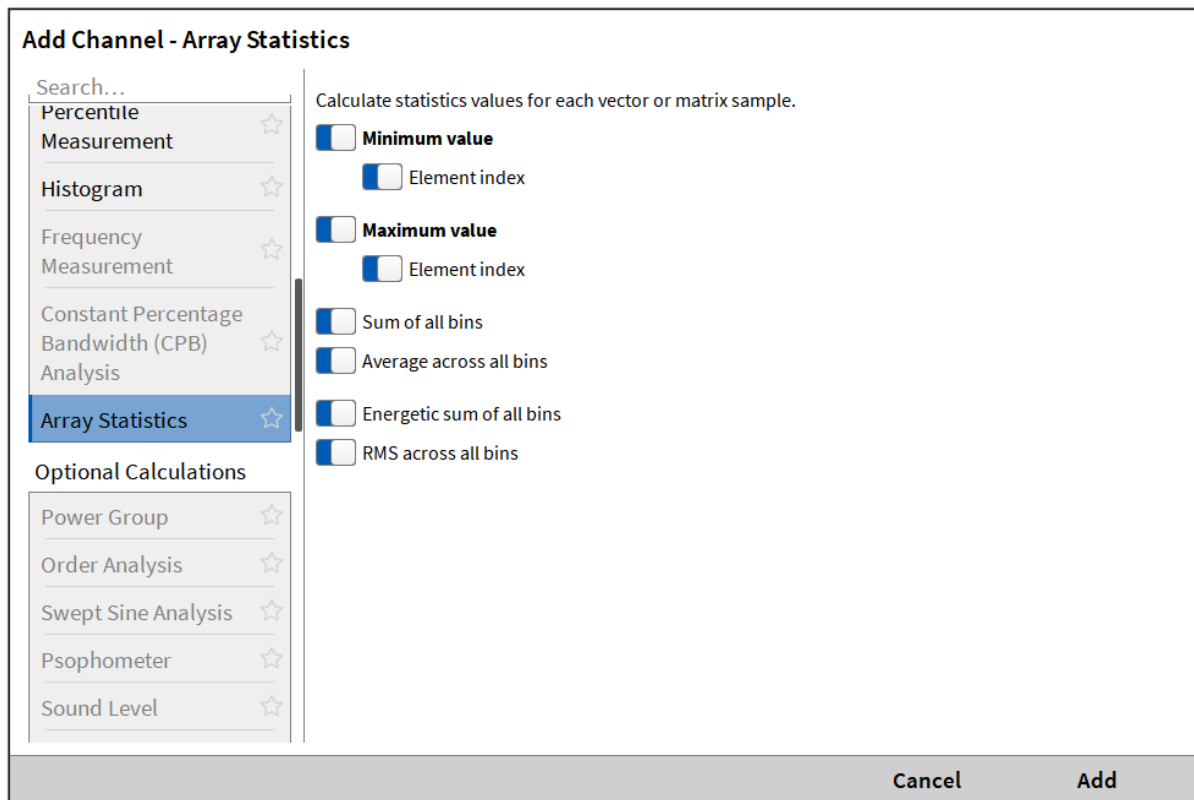 Add Channel - Array Statistics
Search...
Percentile
Measurement
Histogram
Frequency
Measurement
Constant Percentage
Bandwidth (CPB)
Analysis
Array Statistics
Optional Calculations
Power Group
Order Analysis
Swept Sine Analysis
Psophometer
Sound Level
Calculate statistics values for each vector or matrix sample.
Minimum value
Element index
Maximum value
Element index
Sum of all bins
Average across all bins
Energetic sum of all bins
RMS across all bins
Cancel
Add